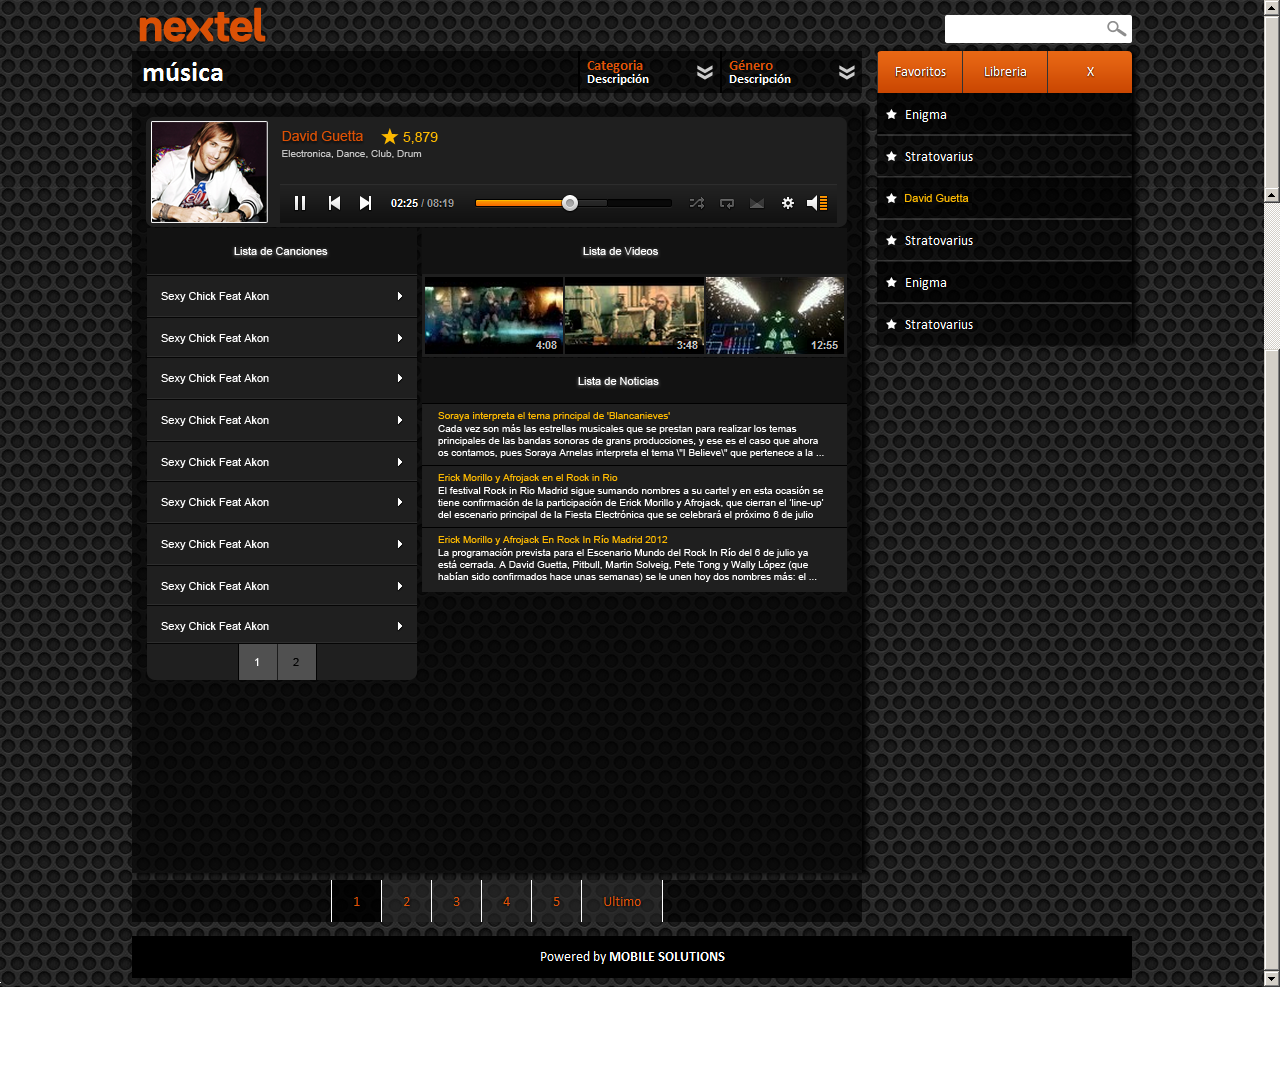 nextel
música
Categoria
Descripción
Género
Descripción
Favoritos
Libreria
X
David Guetta
5,879
Electronica, Dance, Club, Drum
02:25 / 08:19
Enigma
Stratovarius
David Guetta
Stratovarius
Enigma
Stratovarius
Lista de Canciones
Sexy Chick Feat Akon
Sexy Chick Feat Akon
Sexy Chick Feat Akon
Sexy Chick Feat Akon
Sexy Chick Feat Akon
Sexy Chick Feat Akon
Sexy Chick Feat Akon
Sexy Chick Feat Akon
Sexy Chick Feat Akon
1 2
Lista de Videos
4:08
3:48
12:55
Lista de Noticias
Soraya interpreta el tema principal de 'Blancanieves'
Cada vez son más las estrellas musicales que se prestan para realizar los temas
principales de las bandas sonoras de grans producciones, y ese es el caso que ahora
os contamos, pues Soraya Arnelas interpreta el tema \"I Believe\" que pertenece a la ...
Erick Morillo y Afrojack en el Rock in Rio
El festival Rock in Rio Madrid sigue sumando nombres a su cartel y en esta ocasión se
tiene confirmación de la participación de Erick Morillo y Afrojack, que cierran el 'line-up'
del escenario principal de la Fiesta Electrónica que se celebrará el próximo 6 de julio
Erick Morillo y Afrojack En Rock In Río Madrid 2012
La programación prevista para el Escenario Mundo del Rock In Río del 6 de julio ya
está cerrada. A David Guetta, Pitbull, Martin Solveig, Pete Tong y Wally López (que
habían sido confirmados hace unas semanas) se le unen hoy dos nombres más: el ...
1 2 3 4 5 Ultimo
Powered by MOBILE SOLUTIONS